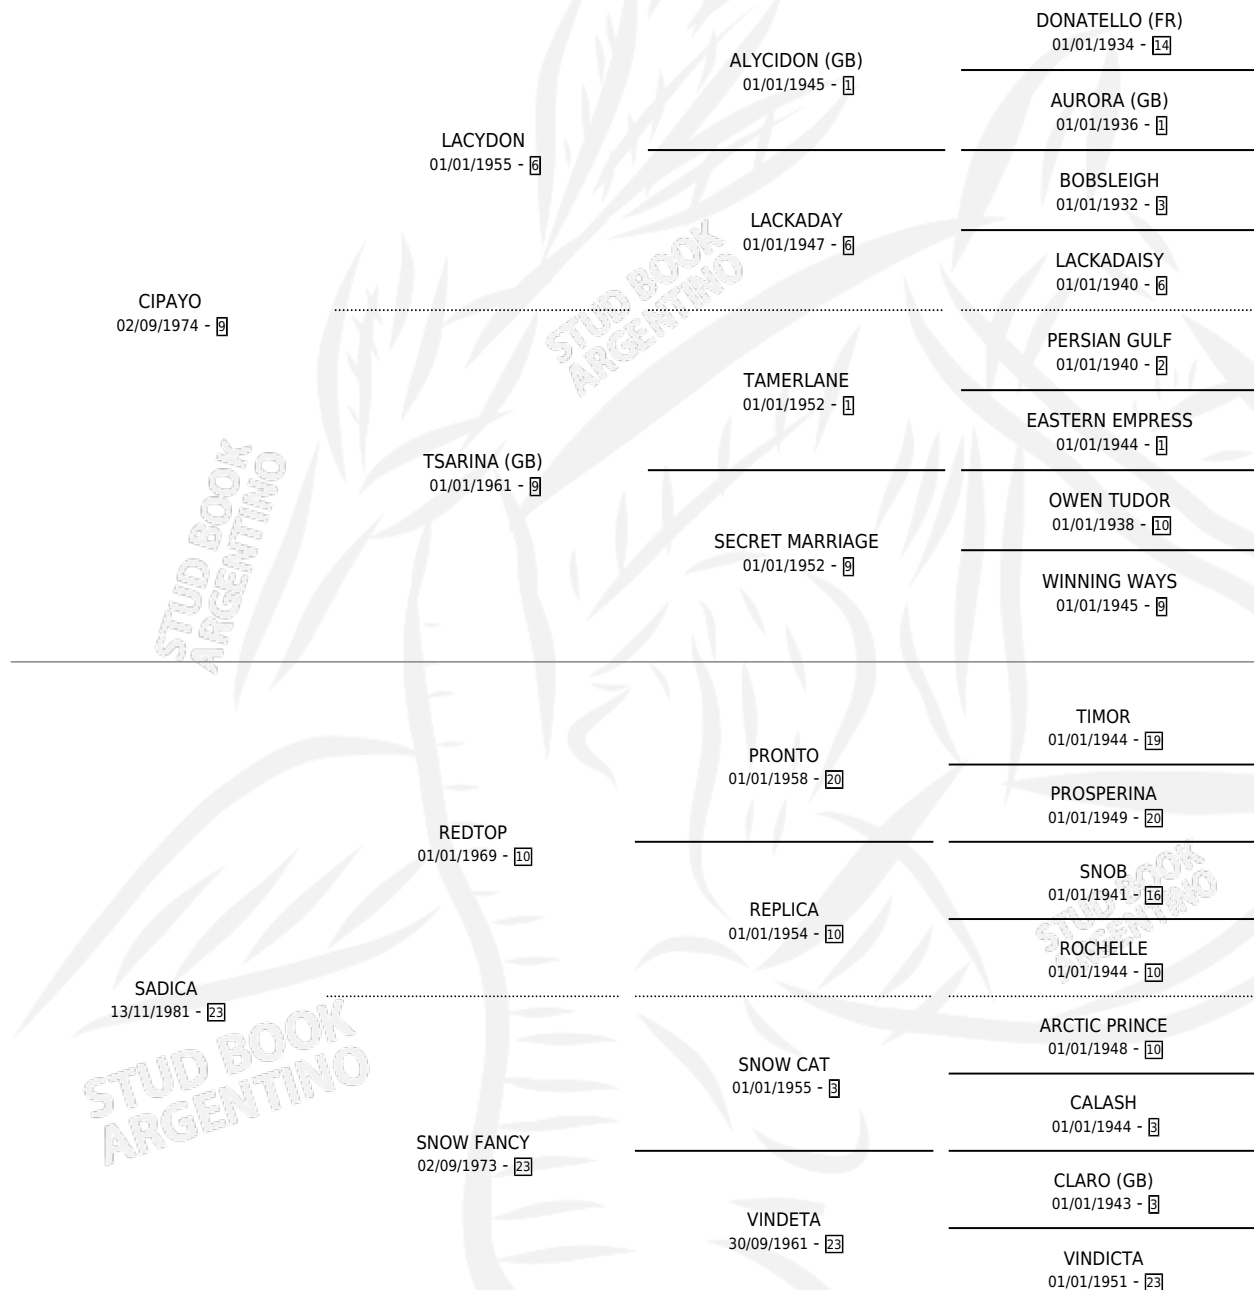 DONATELLO (FR)
01/01/1934 - 14
ALYCIDON (GB)
01/01/1945 - 1
AURORA (GB)
01/01/1936 - 1
LACYDON
01/01/1955 - 6
BOBSLEIGH
01/01/1932 - 3
LACKADAY
01/01/1947 - 6
LACKADAISY
01/01/1940 - 6
CIPAYO
02/09/1974 - 9
PERSIAN GULF
01/01/1940 - 2
TAMERLANE
01/01/1952 - 1
EASTERN EMPRESS
01/01/1944 - 1
TSARINA (GB)
01/01/1961 - 9
OWEN TUDOR
01/01/1938 - 10
SECRET MARRIAGE
01/01/1952 - 9
WINNING WAYS
01/01/1945 - 9
TIMOR
01/01/1944 - 19
PRONTO
01/01/1958 - 20
PROSPERINA
01/01/1949 - 20
REDTOP
01/01/1969 - 10
SNOB
01/01/1941 - 16
REPLICA
01/01/1954 - 10
ROCHELLE
01/01/1944 - 10
SADICA
13/11/1981 - 23
ARCTIC PRINCE
01/01/1948 - 10
SNOW CAT
01/01/1955 - 3
CALASH
01/01/1944 - 3
SNOW FANCY
02/09/1973 - 23
CLARO (GB)
01/01/1943 - 3
VINDETA
30/09/1961 - 23
VINDICTA
01/01/1951 - 23
STUD BOOK
ARGENTINO
STUD BOOK
ARGENTINO
STUD BOOK
ARGENTINO
STUD BOOK
ARGENTINO